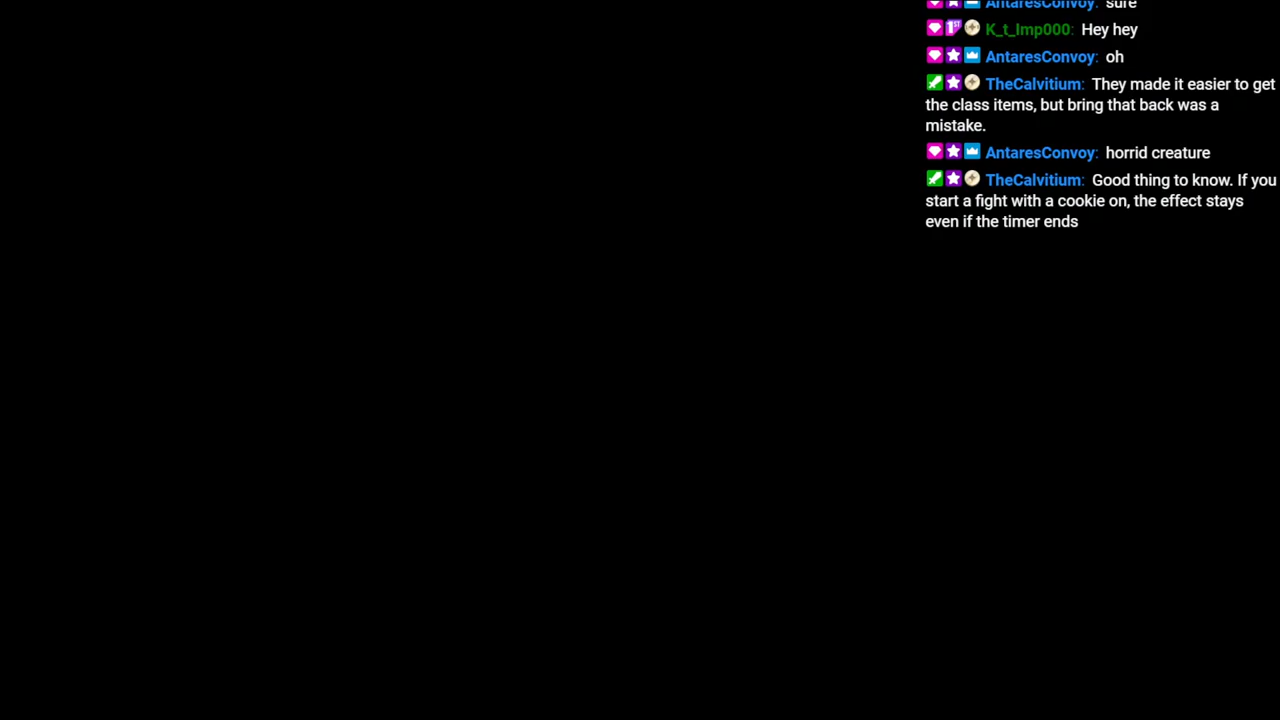 AntaresConvoy: sure
K_t_Imp000: Hey hey
AntaresConvoy: oh
TheCalvitium: They made it easier to get
the class items, but bring that back was a
mistake.
AntaresConvoy: horrid creature
TheCalvitium: Good thing to know. If you
start a fight with a cookie on, the effect stays
even if the timer ends